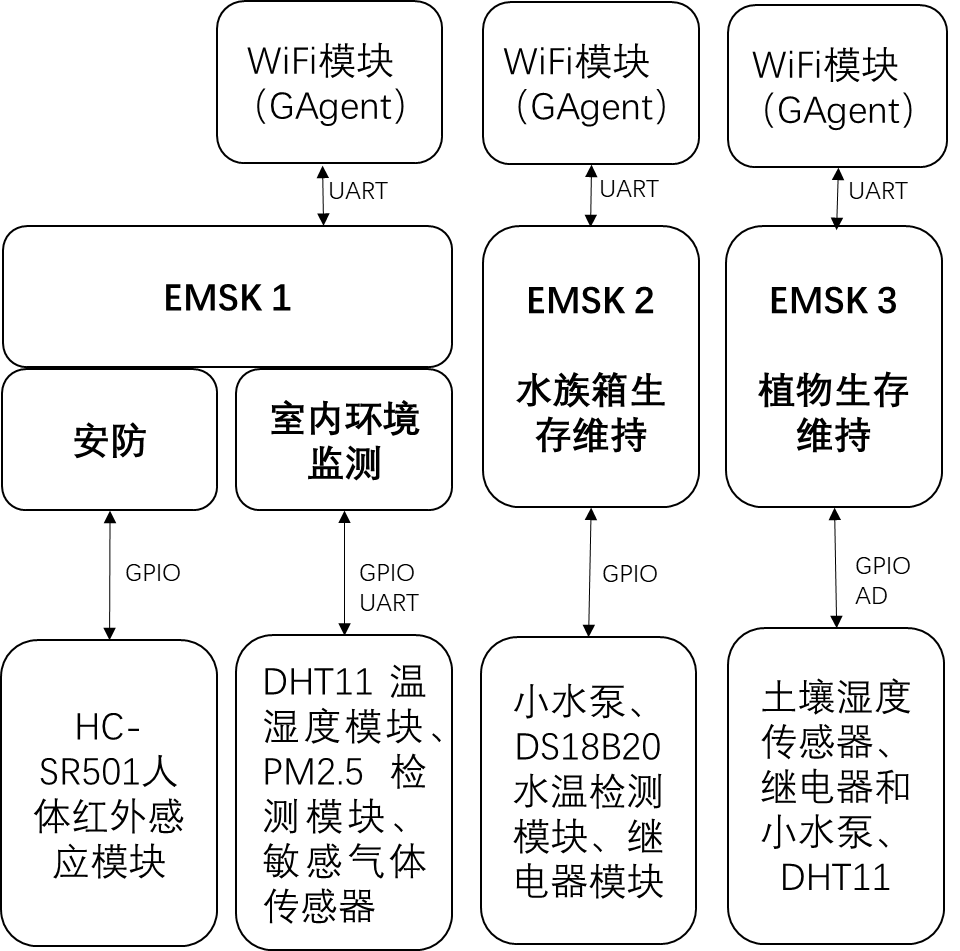 WiFi模块
（GAgent）
WiFi模块
（GAgent）
WiFi模块
（GAgent）
UART
UART
UART
EMSK 1
安防
室内环境
监测
EMSK 2
水族箱生
存维持
EMSK 3
植物生存
维持
GPIO
GPIO
UART
GPIO
GPIO
AD
HC-
SR501人
体红外感
应模块
DHT11 温
湿度模块、
PM2.5 检
测模块、
敏感气体
传感器
小水泵、
DS18B20
水温检测
模块、继
电器模块
土壤湿度
传感器、
继电器和
小水泵、
DHT11